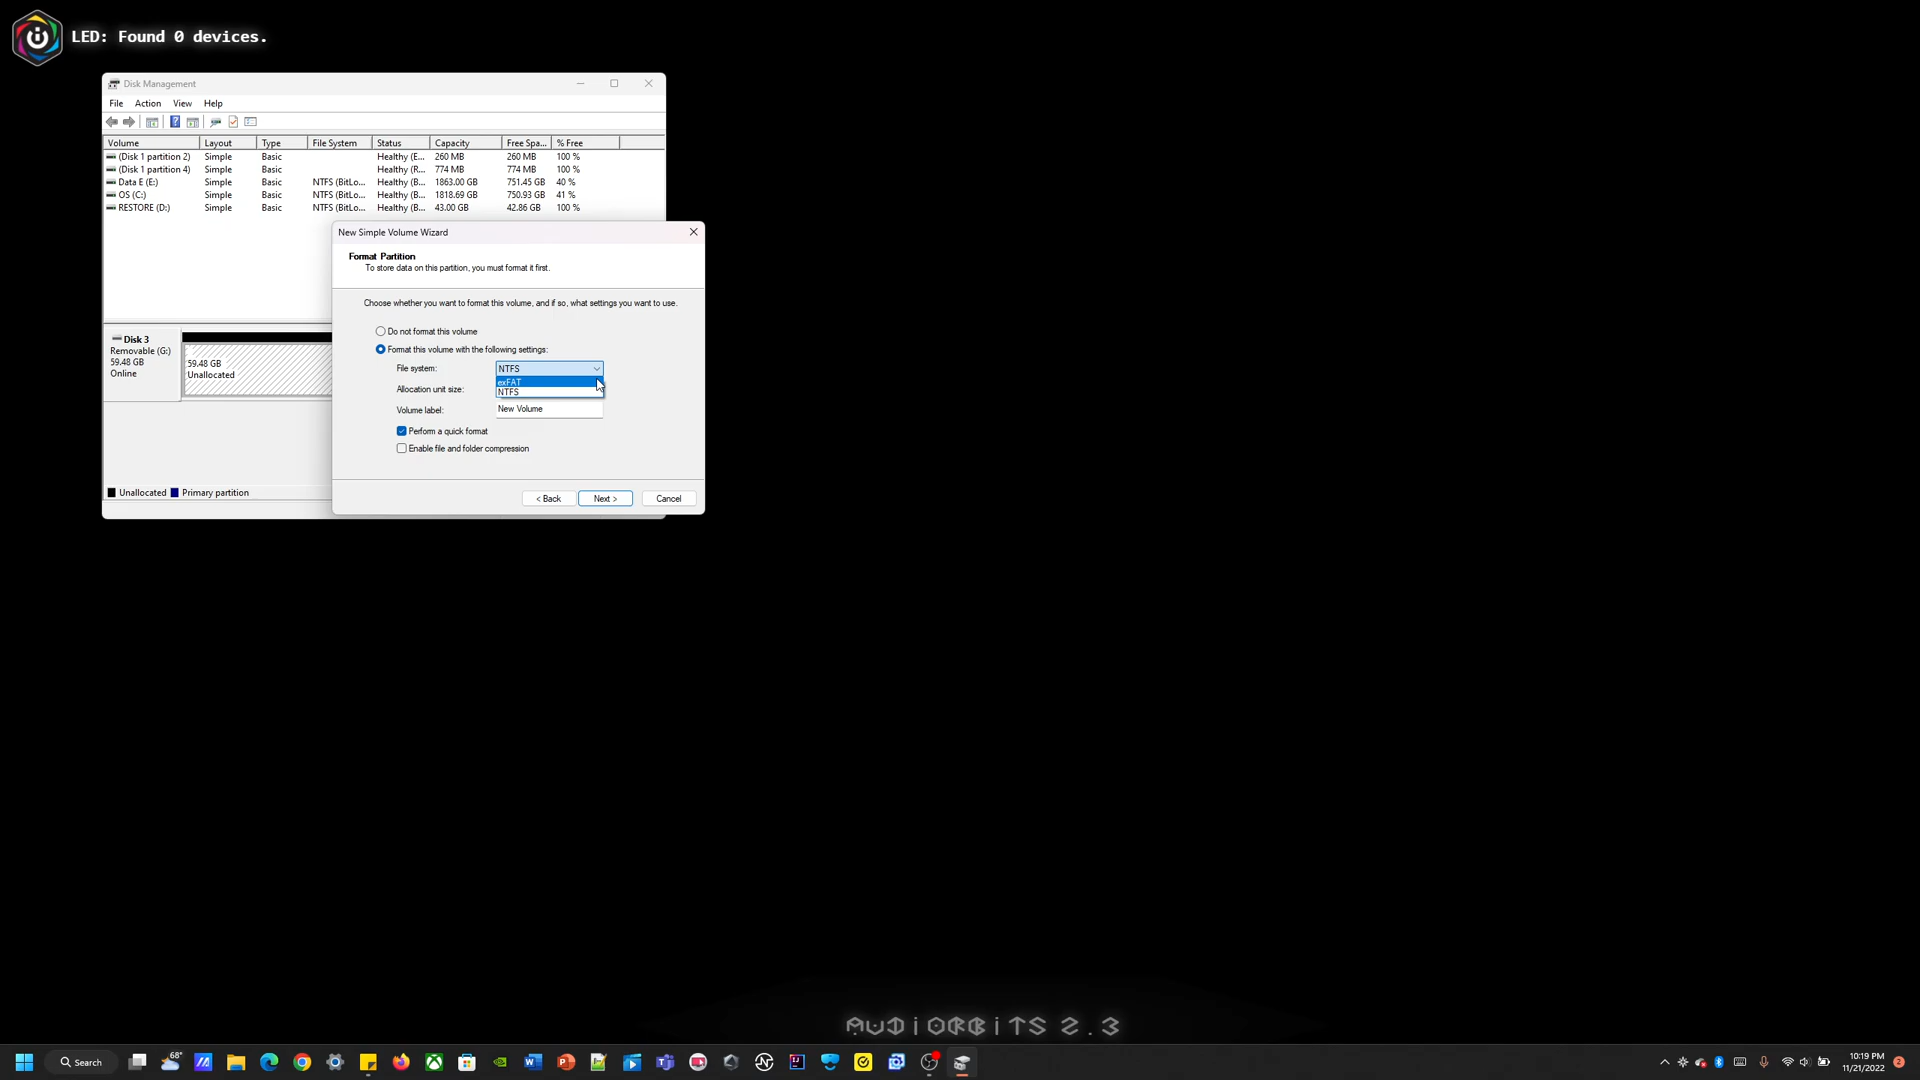 LED: Found 0 devices.
Disk Management
File Action View Help
Volume Layout Type File System Status Capacity Free Spa... % Free
(Disk 1 partition 2) Simple Basic Healthy (E... 260 MB 260 MB 100 %
(Disk 1 partition 4) Simple Basic Healthy (R... 774 MB 774 MB 100 %
Data E (E:) Simple Basic NTFS (BitLo... Healthy (B... 1863.00 GB 751.45 GB 40 %
OS (C:) Simple Basic NTFS (BitLo... Healthy (B... 1818.69 GB 750.93 GB 41 %
RESTORE (D:) Simple Basic NTFS (BitLo... Healthy (B... 43.00 GB 42.86 GB 100 %
New Simple Volume Wizard
Format Partition
To store data on this partition, you must format it first.
Choose whether you want to format this volume, and if so, what settings you want to use.
Do not format this volume
Format this volume with the following settings:
File system: NTFS
exFAT
NTFS
Allocation unit size:
Volume label: New Volume
Perform a quick format
Enable file and folder compression
< Back Next > Cancel
Disk 3
Removable (G:)
59.48 GB
Online
59.48 GB
Unallocated
Unallocated Primary partition
AUDiORBiTS 2.3
Search
68°
10:19 PM
11/21/2022
2